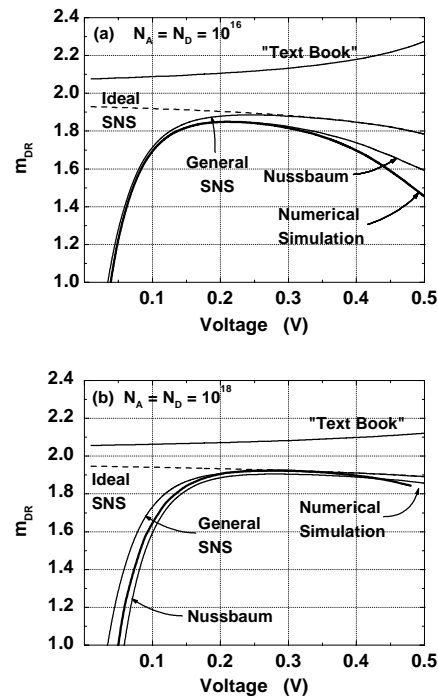 2.4
(a) N_A = N_D = 10^16
2.2
"Text Book"
2.0
Ideal
SNS
1.8
General
SNS
Nussbaum
1.6
Numerical
Simulation
1.4
1.2
1.0
m_DR
0.1 0.2 0.3 0.4 0.5
Voltage (V)
2.4
(b) N_A = N_D = 10^18
2.2
"Text Book"
2.0
Ideal
SNS
1.8
General
SNS
Numerical
Simulation
1.6
1.4
Nussbaum
1.2
1.0
m_DR
0.1 0.2 0.3 0.4 0.5
Voltage (V)